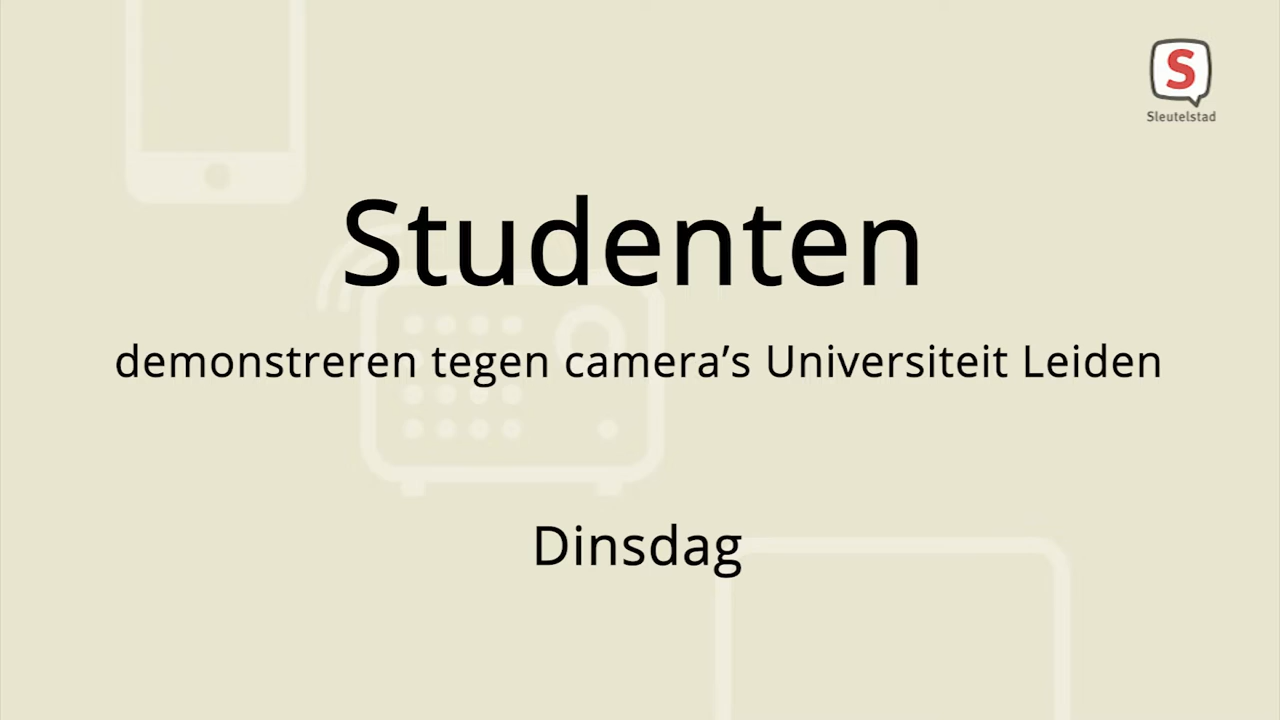 S
Sleutelstad
Studenten
demonstreren tegen camera’s Universiteit Leiden
Dinsdag